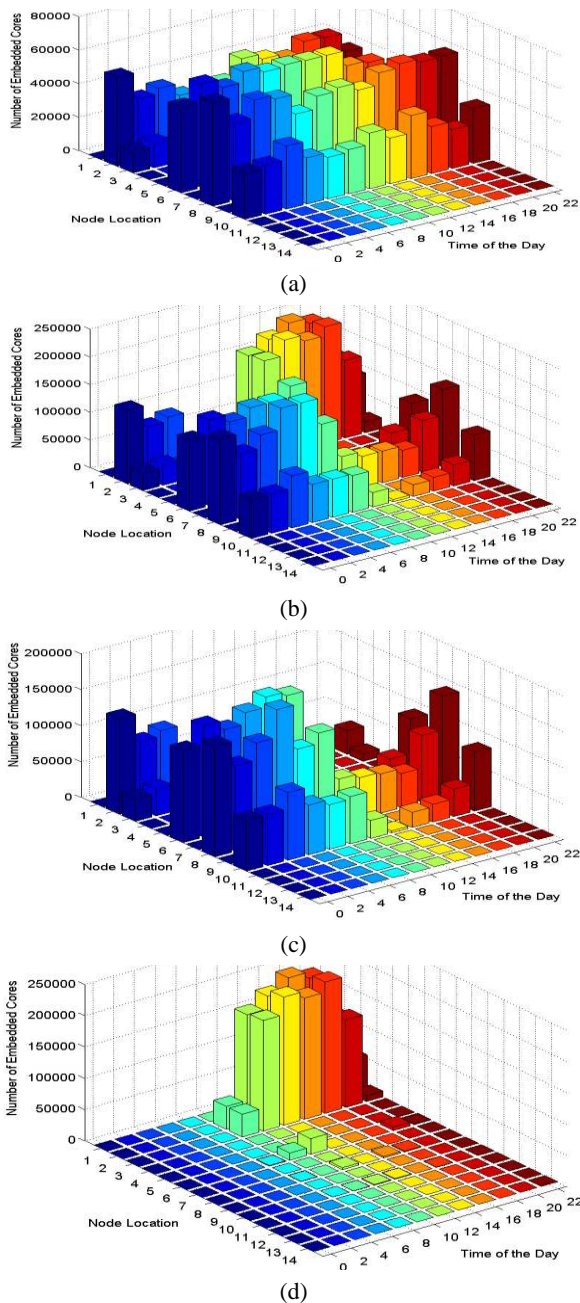 80000
60000
40000
20000
0
Number of Embedded Cores
1 2 3 4 5 6 7 8 9 10 11 12 13 14
Node Location
0 2 4 6 8 10 12 14 16 18 20 22
Time of the Day
(a)
250000
200000
150000
100000
50000
0
Number of Embedded Cores
1 2 3 4 5 6 7 8 9 10 11 12 13 14
Node Location
0 2 4 6 8 10 12 14 16 18 20 22
Time of the Day
(b)
200000
150000
100000
50000
0
Number of Embedded Cores
1 2 3 4 5 6 7 8 9 10 11 12 13 14
Node Location
0 2 4 6 8 10 12 14 16 18 20 22
Time of the Day
(c)
250000
200000
150000
100000
50000
0
Number of Embedded Cores
1 2 3 4 5 6 7 8 9 10 11 12 13 14
Node Location
0 2 4 6 8 10 12 14 16 18 20 22
Time of the Day
(d)